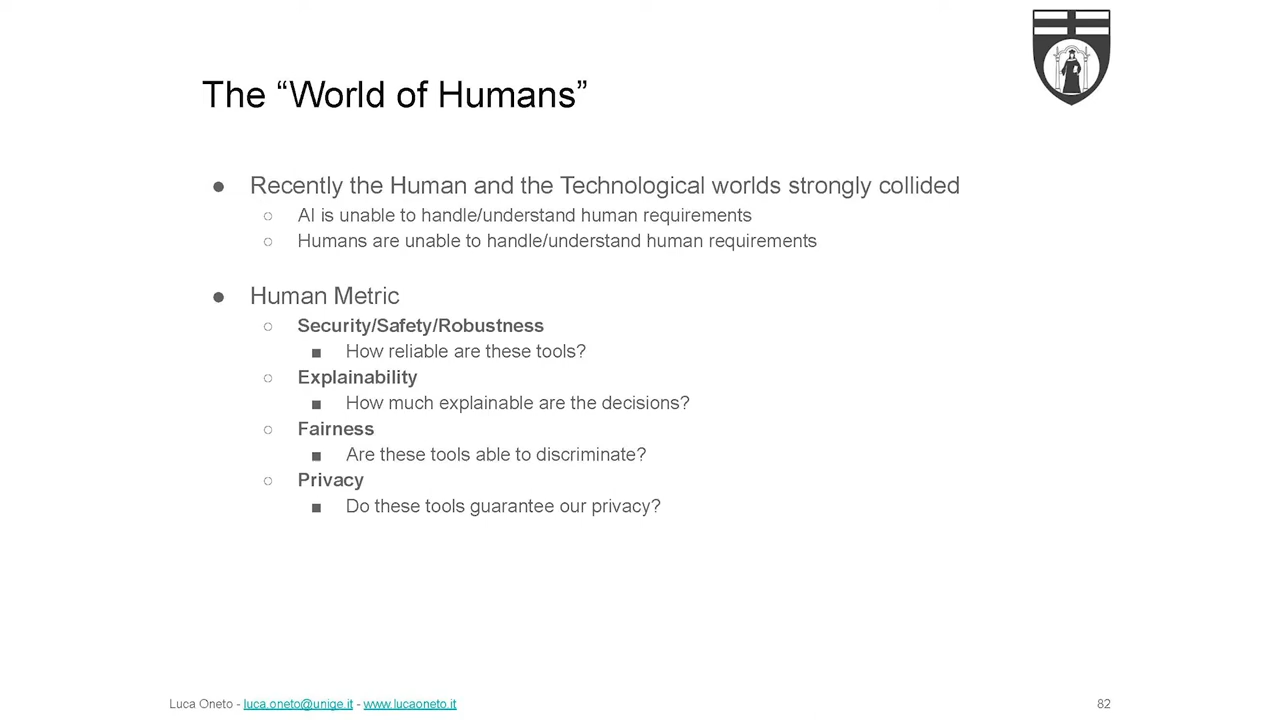 The “World of Humans”
● Recently the Human and the Technological worlds strongly collided
○ AI is unable to handle/understand human requirements
○ Humans are unable to handle/understand human requirements
● Human Metric
○ Security/Safety/Robustness
■ How reliable are these tools?
○ Explainability
■ How much explainable are the decisions?
○ Fairness
■ Are these tools able to discriminate?
○ Privacy
■ Do these tools guarantee our privacy?
Luca Oneto - luca.oneto@unige.it - www.lucaoneto.it
82